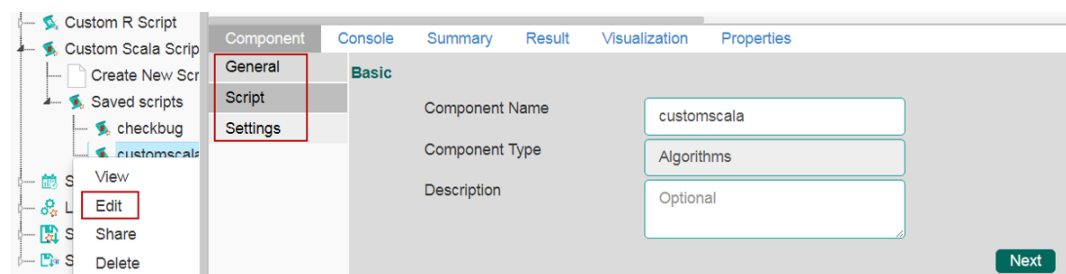 Custom R Script
Custom Scala Scrip
Create New Scr
Saved scripts
checkbug
customscala
S
L
S
S
View
Edit
Share
Delete
Component Console Summary Result Visualization Properties
General
Script
Settings
Basic
Component Name
customscala
Component Type
Algorithms
Description
Optional
Next